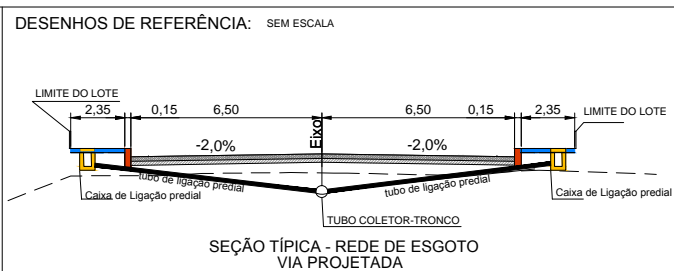 DESENHOS DE REFERÊNCIA: SEM ESCALA
LIMITE DO LOTE
2,35 0,15 6,50 Eixo 6,50 0,15 2,35
LIMITE DO LOTE
-2,0% -2,0%
tubo de ligação predial tubo de ligação predial
Caixa de Ligação predial Caixa de Ligação predial
TUBO COLETOR-TRONCO
SEÇÃO TÍPICA - REDE DE ESGOTO
VIA PROJETADA